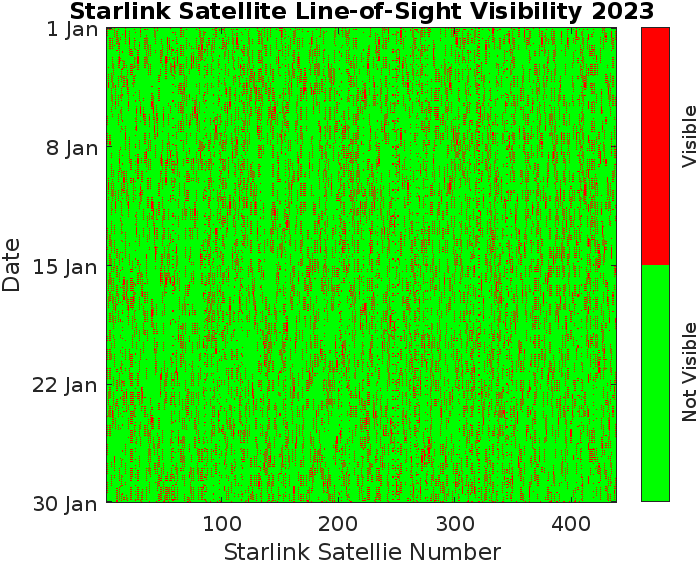 Starlink Satellite Line-of-Sight Visibility 2023
1 Jan
8 Jan
15 Jan
22 Jan
30 Jan
Date
100
200
300
400
Starlink Satellie Number
Visible
Not Visible